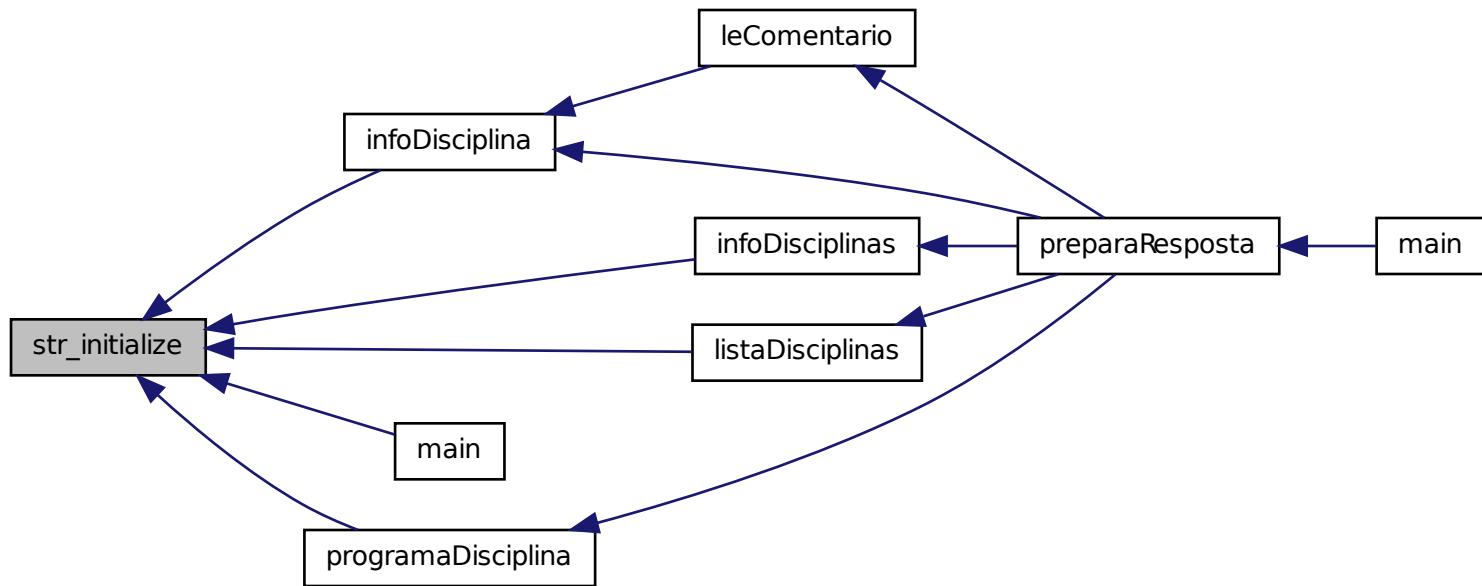 leComentario
infoDisciplina
infoDisciplinas
preparaResposta
main
str_initialize
listaDisciplinas
main
programaDisciplina